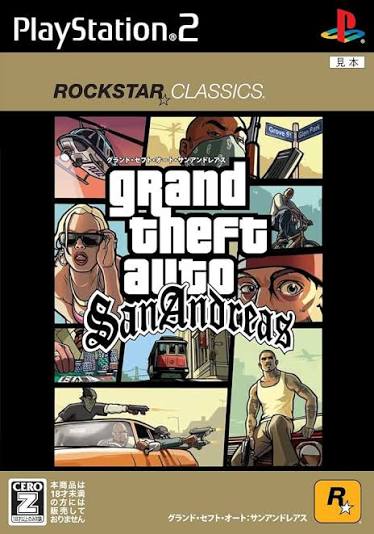 PlayStation®2
見本
ROCKSTAR CLASSICS.
Grove St
Glen Park
グランド・セフト・オート・サンアンドレアス
grand
theft
auto
San Andreas
CERO
Z
本商品は
18才未満
の方には
販売して
おりません
R
グランド・セフト・オート:サンアンドレアス